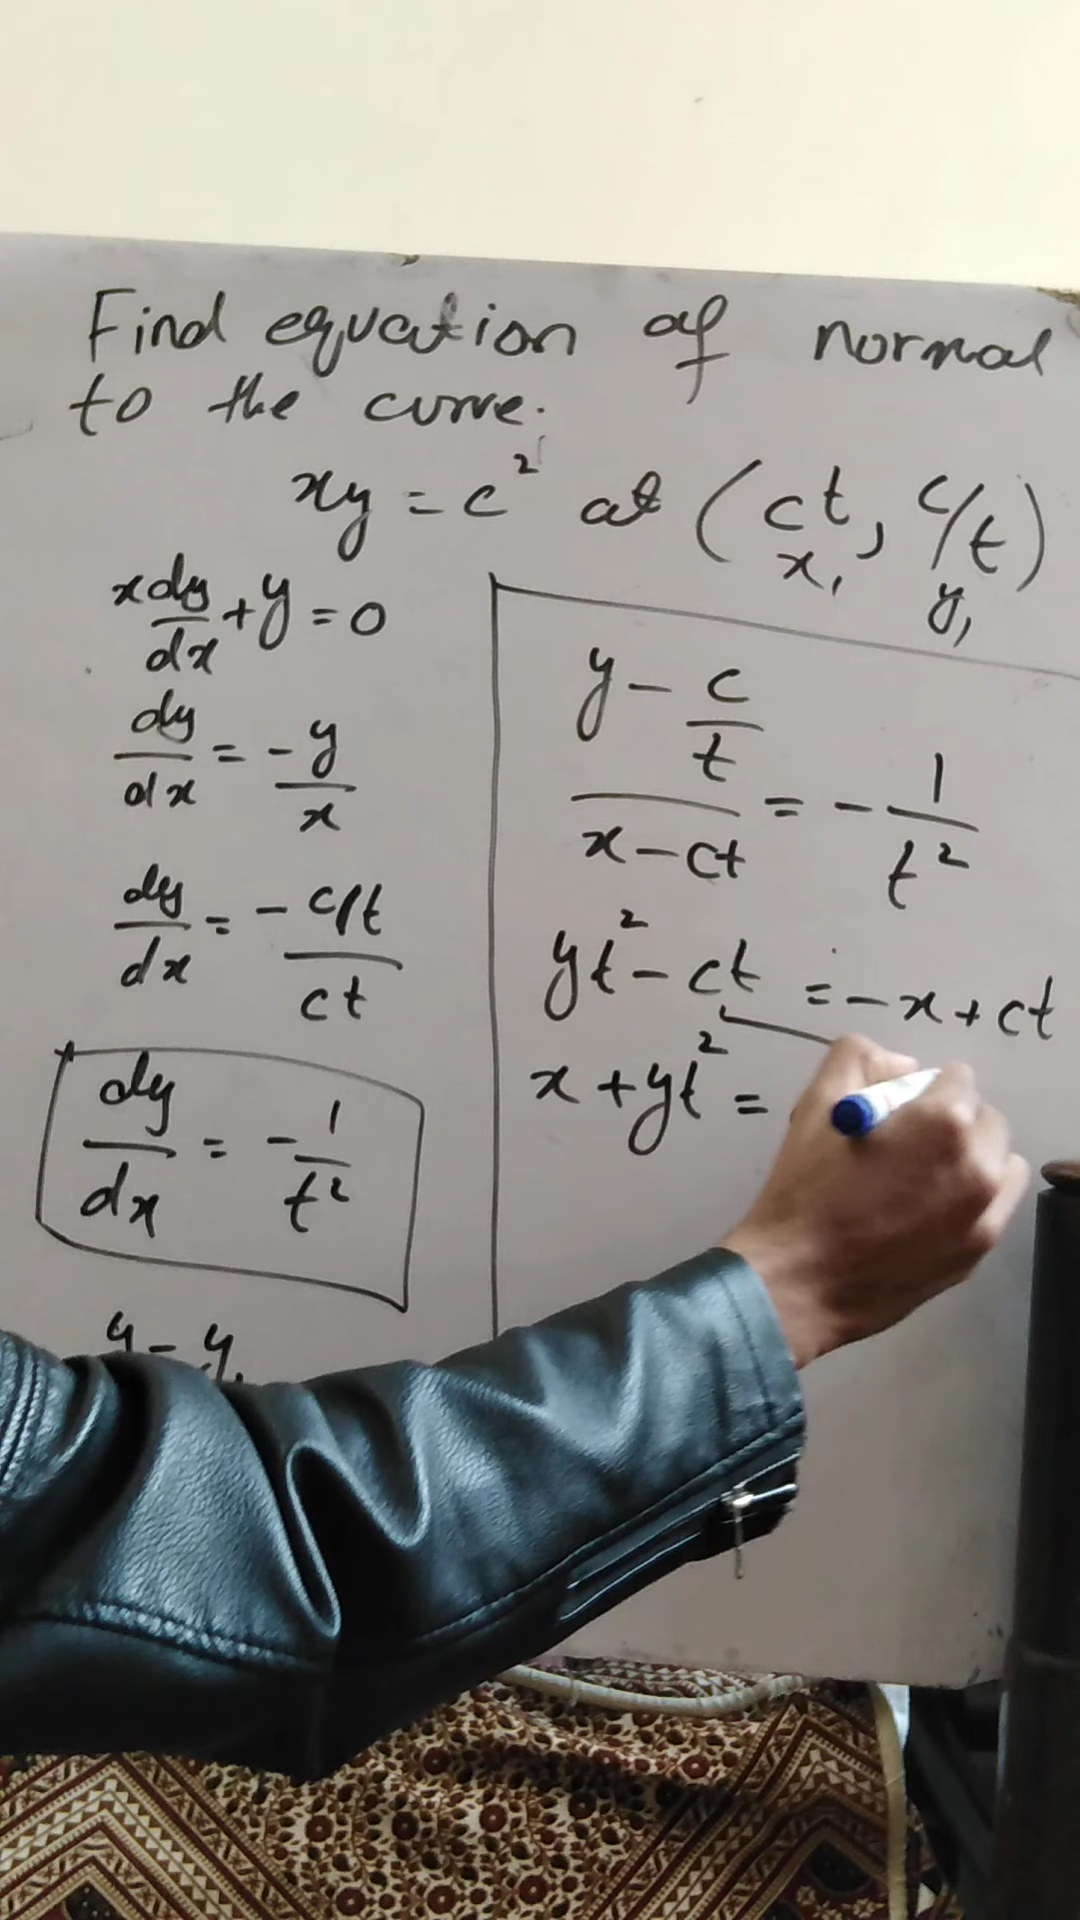 Find equation of normal
to the curve.
xy = c² at (ct, c/t)
x₁ y₁
x dy/dx + y = 0
dy/dx = -y/x
dy/dx = - c/t / ct
dy/dx = - 1/t²
y - y₁
y - c/t / x - ct = - 1/t²
yt² - ct = -x + ct
x + yt² =